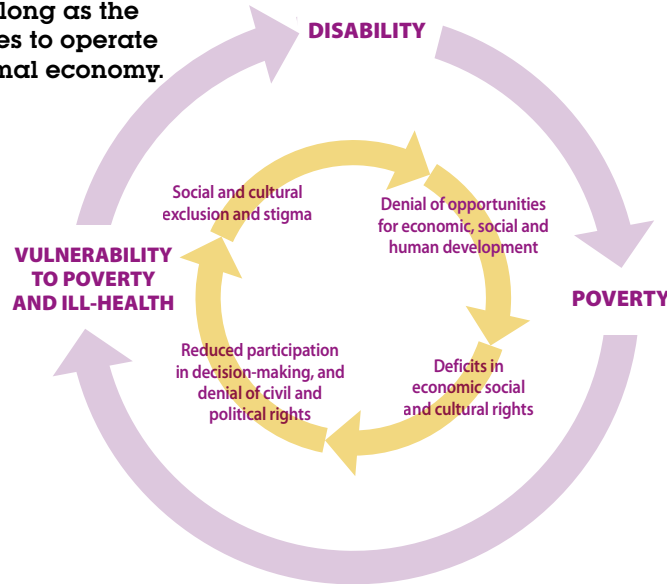 long as the
es to operate
mal economy.
DISABILITY
Social and cultural
exclusion and stigma
Denial of opportunities
for economic, social and
human development
VULNERABILITY
TO POVERTY
AND ILL-HEALTH
POVERTY
Reduced participation
in decision-making, and
denial of civil and
political rights
Deficits in
economic social
and cultural rights